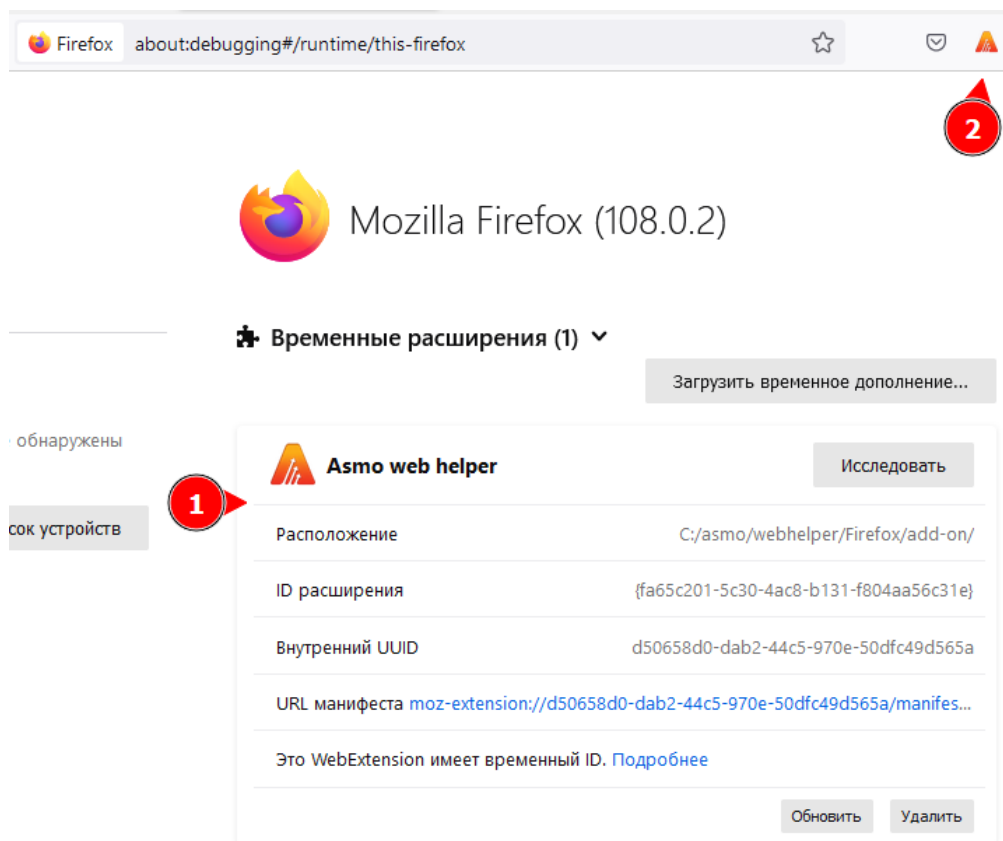 Firefox about:debugging#/runtime/this-firefox
2
Mozilla Firefox (108.0.2)
Временные расширения (1)
Загрузить временное дополнение...
обнаружены
Asmo web helper
Исследовать
1
сок устройств
Расположение C:/asmo/webhelper/Firefox/add-on/
ID расширения {fa65c201-5c30-4ac8-b131-f804aa56c31e}
Внутренний UUID d50658d0-dab2-44c5-970e-50dfc49d565a
URL манифеста moz-extension://d50658d0-dab2-44c5-970e-50dfc49d565a/manifes...
Это WebExtension имеет временный ID. Подробнее
Обновить Удалить